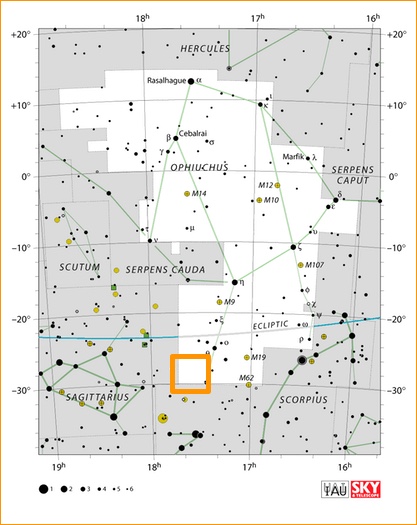 18h 17h 16h
+20° +20°
HERCULES
Rasalhague α
+10° +10°
κ ι
β Cebalrai
γ σ
Marfik λ
OPHIUCHUS
SERPENS
CAPUT
0° 0°
M12
M14
M10
δ
ε
μ
τ
υ
ν
-10° ζ -10°
SCUTUM
SERPENS CAUDA
M107
η
φ
M9
χ
ψ
ξ
ω
-20° ECLIPTIC -20°
ρ
ο
θ
M19
M62
-30° -30°
SAGITTARIUS
SCORPIUS
19h 18h 17h 16h
1 2 3 4 5 6
IAU
SKY
& TELESCOPE